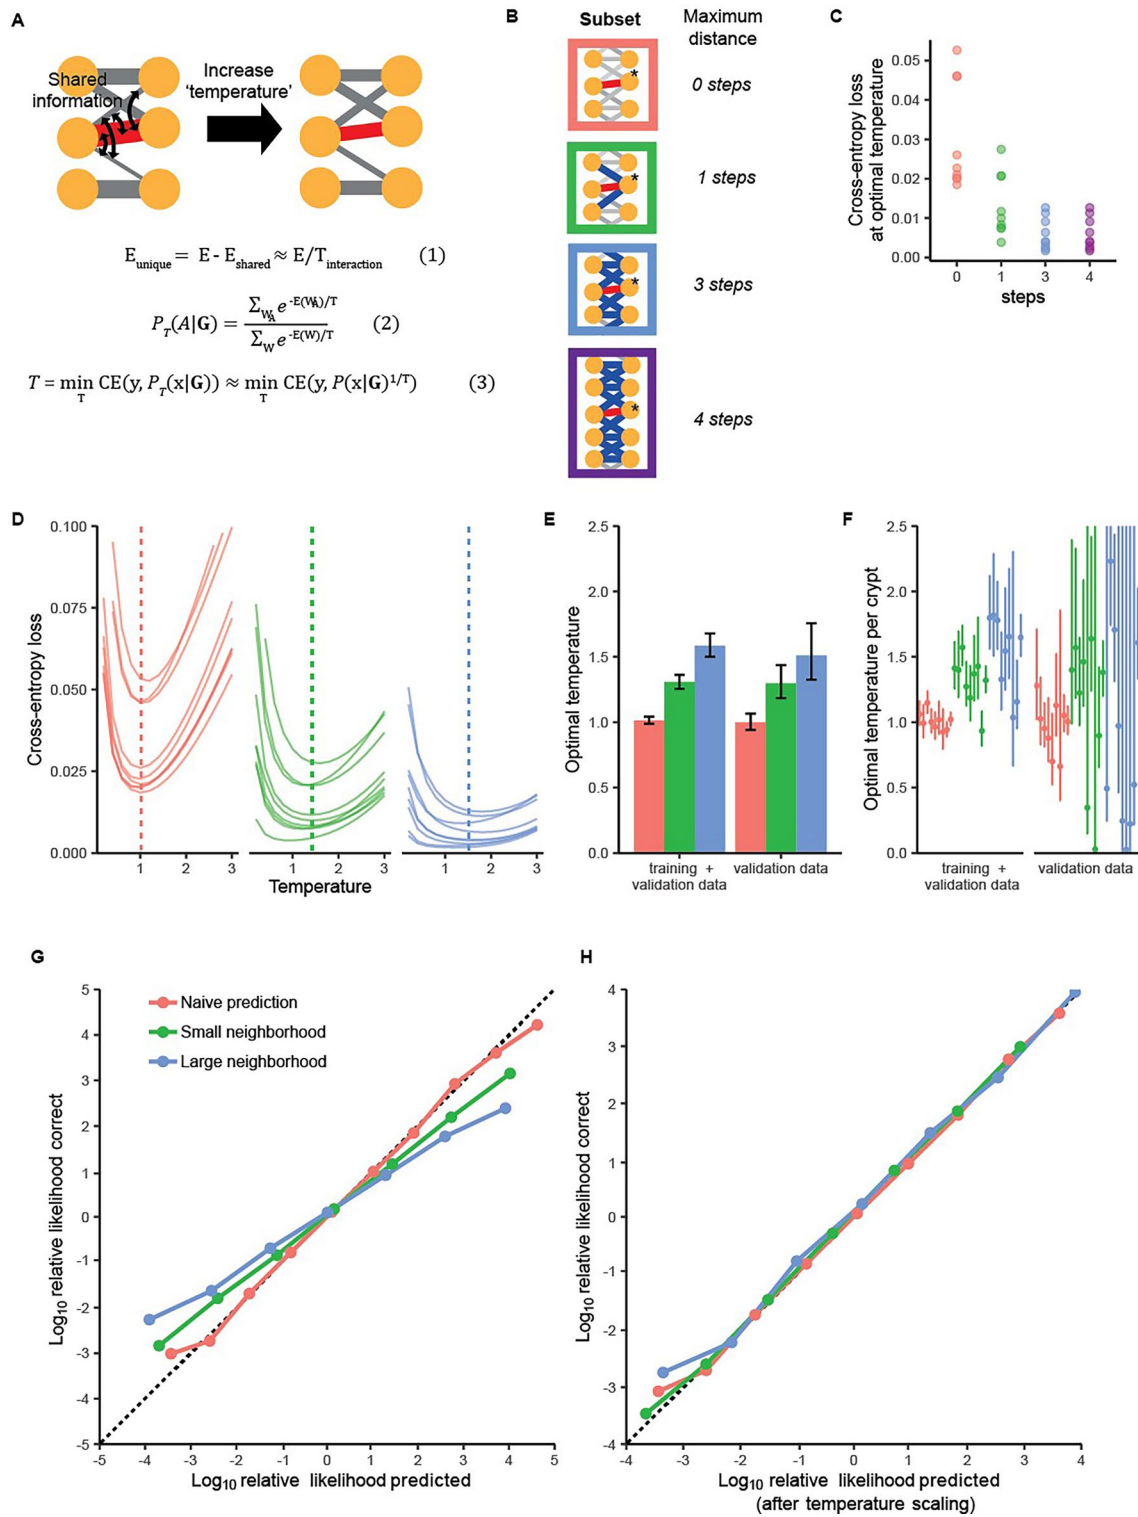 A
Shared
information
Increase
'temperature'
E_unique = E - E_shared ≈ E/T_interaction (1)
P_T(A|G) = Σ_{W_A} e^{-E(W_A)/T} / Σ_W e^{-E(W)/T} (2)
T = min_T CE(y, P_T(x|G)) ≈ min_T CE(y, P(x|G)^{1/T}) (3)
B
Subset
Maximum
distance
*
0 steps
*
1 steps
*
3 steps
*
4 steps
C
Cross-entropy loss
at optimal temperature
0.05
0.04
0.03
0.02
0.01
0.00
0 1 3 4
steps
D
Cross-entropy loss
0.100
0.075
0.050
0.025
0.000
1 2 3 1 2 3 1 2 3
Temperature
E
Optimal temperature
2.5
2.0
1.5
1.0
0.5
0.0
training +
validation data
validation data
F
Optimal temperature per crypt
2.5
2.0
1.5
1.0
0.5
0.0
training +
validation data
validation data
G
Log10 relative likelihood correct
5
4
3
2
1
0
-1
-2
-3
-4
-5
Naive prediction
Small neighborhood
Large neighborhood
-5 -4 -3 -2 -1 0 1 2 3 4 5
Log10 relative likelihood predicted
H
Log10 relative likelihood correct
4
3
2
1
0
-1
-2
-3
-4
-4 -3 -2 -1 0 1 2 3 4
Log10 relative likelihood predicted
(after temperature scaling)